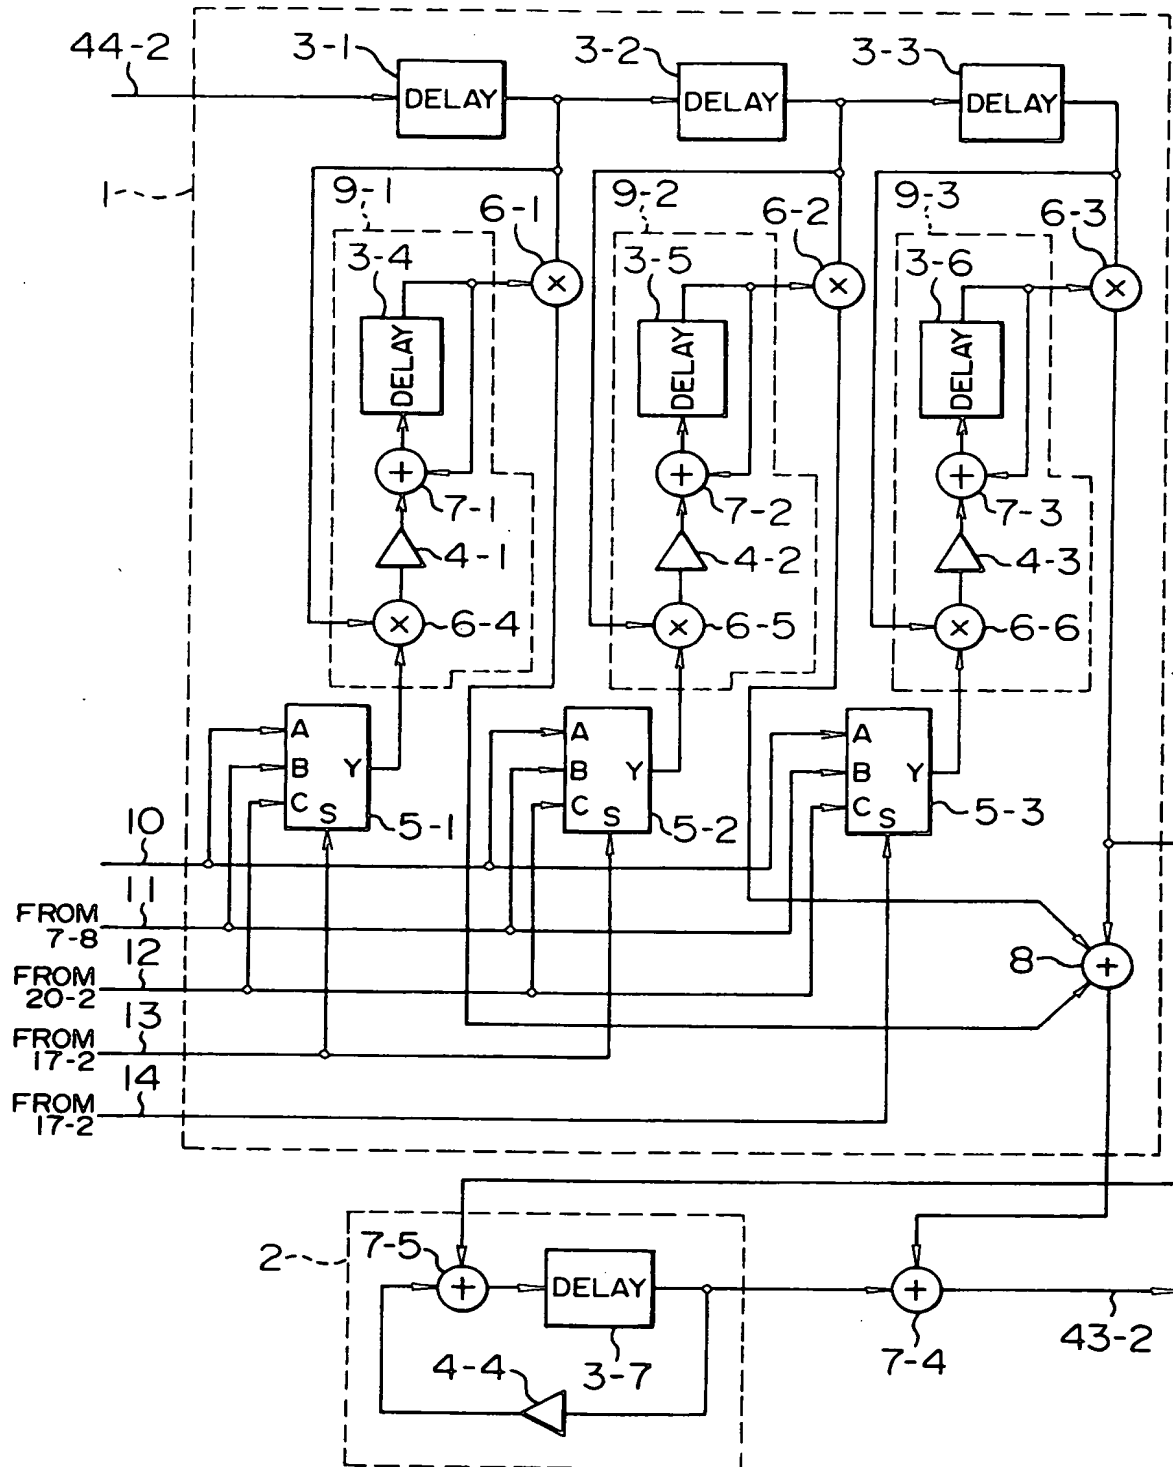 44-2
3-1
3-2
3-3
DELAY
DELAY
DELAY
1
9-1
6-1
9-2
6-2
9-3
6-3
3-4
3-5
3-6
×
×
×
DELAY
DELAY
DELAY
+
+
+
7-1
7-2
7-3
4-1
4-2
4-3
×
6-4
×
6-5
×
6-6
A
B
C
S
Y
5-1
A
B
C
S
Y
5-2
A
B
C
S
Y
5-3
10
11
FROM
7-8
12
FROM
20-2
13
FROM
17-2
14
FROM
17-2
8
+
2
7-5
+
DELAY
3-7
4-4
+
7-4
43-2